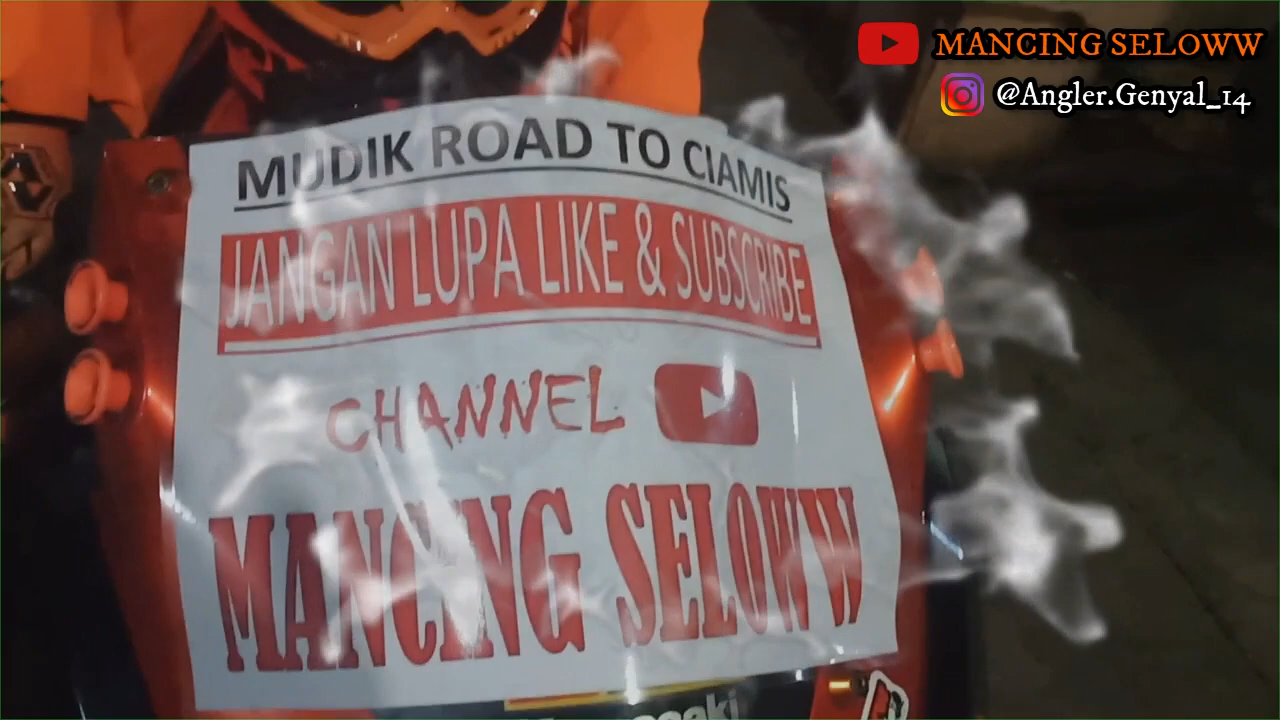 MANCING SELOWW
@Angler.Genyal_14
MUDIK ROAD TO CIAMIS
JANGAN LUPA LIKE & SUBSCRIBE
CHANNEL
MANCING SELOWW